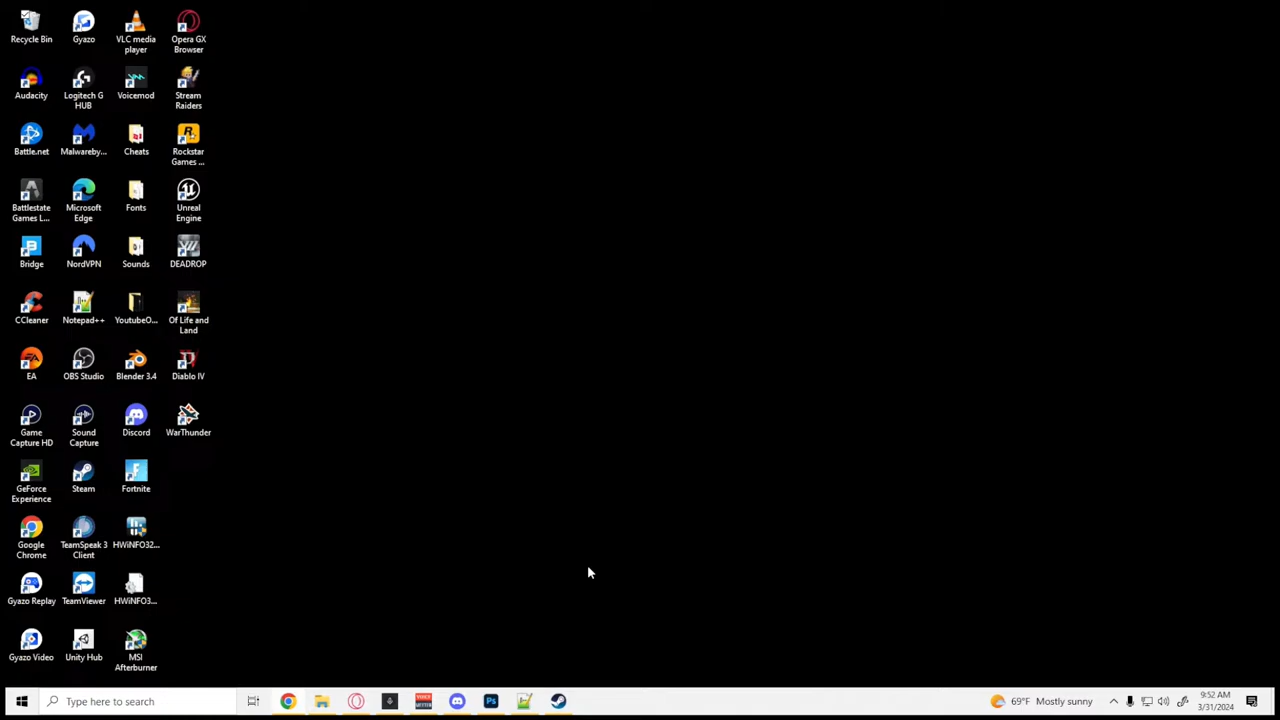 Recycle Bin
Gyazo
VLC media
player
Opera GX
Browser
Audacity
Logitech G
HUB
Voicemod
Stream
Raiders
Battle.net
Malwareby...
Cheats
Rockstar
Games ...
Battlestate
Games L...
Microsoft
Edge
Fonts
Unreal
Engine
Bridge
NordVPN
Sounds
DEADROP
CCleaner
Notepad++
YoutubeO...
Of Life and
Land
EA
OBS Studio
Blender 3.4
Diablo IV
Game
Capture HD
Sound
Capture
Discord
WarThunder
GeForce
Experience
Steam
Fortnite
Google
Chrome
TeamSpeak 3
Client
HWiNFO32...
Gyazo Replay
TeamViewer
HWiNFO3...
Gyazo Video
Unity Hub
MSI
Afterburner
Type here to search
Ps
69°F Mostly sunny
9:52 AM
3/31/2024